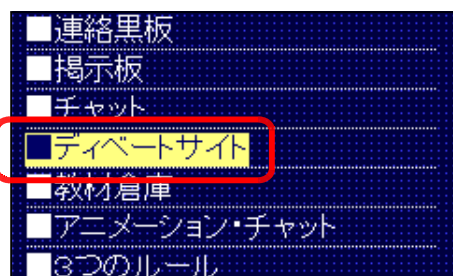 ■連絡黒板
■掲示板
■チャット
■ディベートサイト
■教材倉庫
■アニメーション・チャット
■3つのルール